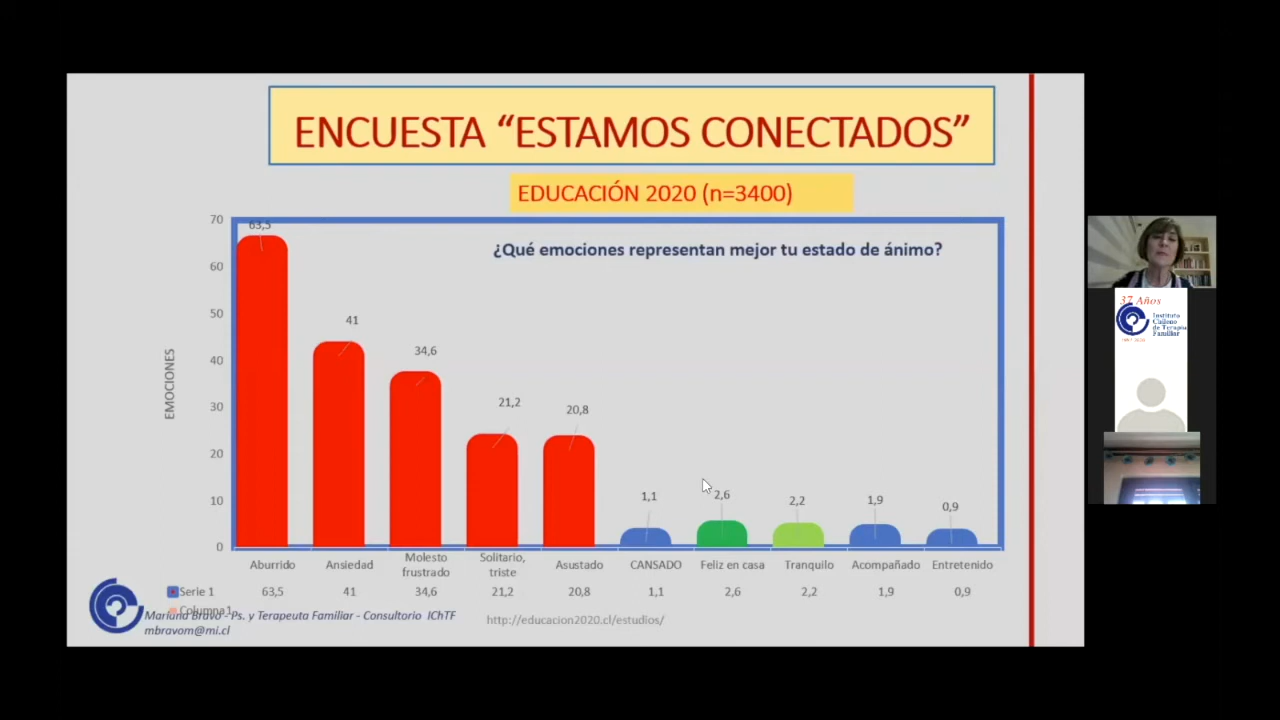 ENCUESTA “ESTAMOS CONECTADOS”
EDUCACIÓN 2020 (n=3400)
¿Qué emociones representan mejor tu estado de ánimo?
EMOCIONES
70
60
50
40
30
20
10
0
63,5
41
34,6
21,2
20,8
1,1
2,6
2,2
1,9
0,9
Aburrido
Ansiedad
Molesto
frustrado
Solitario,
triste
Asustado
CANSADO
Feliz en casa
Tranquilo
Acompañado
Entretenido
Serie 1 63,5 41 34,6 21,2 20,8 1,1 2,6 2,2 1,9 0,9
Columna1
Mariana Bravo - Ps. y Terapeuta Familiar - Consultorio IChTF
mbravom@mi.cl
http://educacion2020.cl/estudios/
37 Años
Instituto
Chileno
de Terapia
Familiar